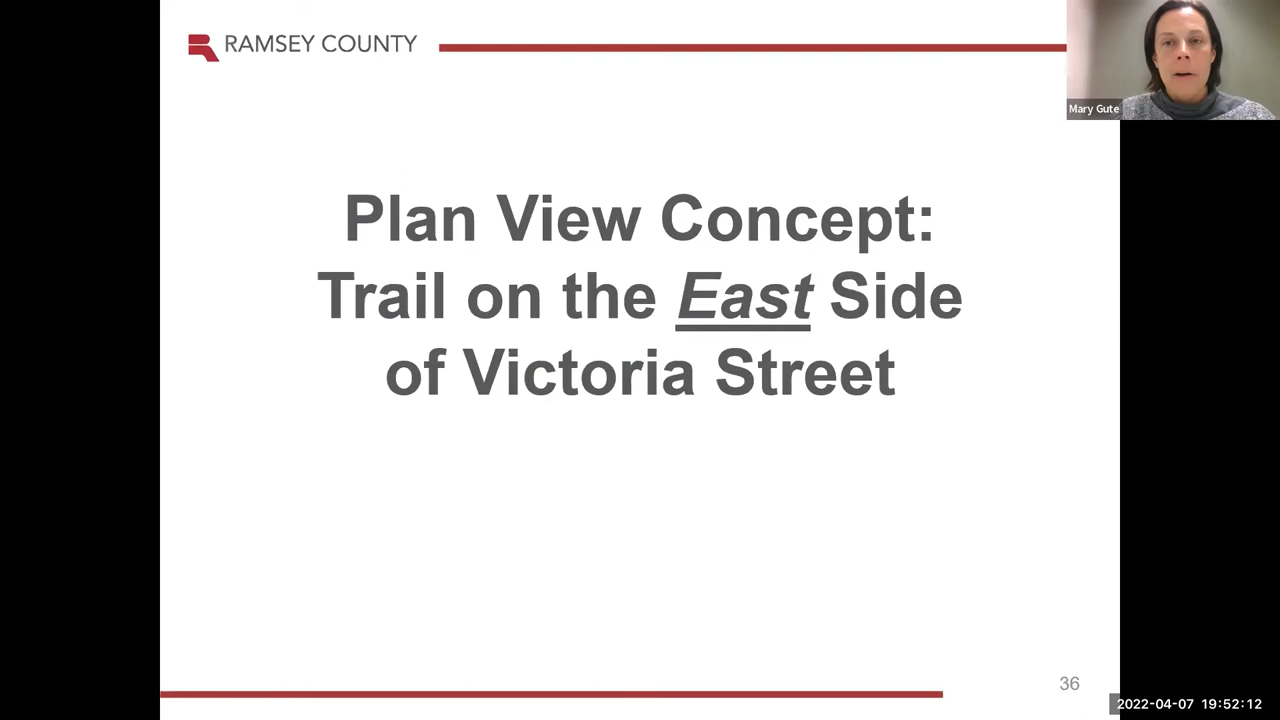 RAMSEY COUNTY
Mary Gute
Plan View Concept:
Trail on the East Side
of Victoria Street
36
2022-04-07 19:52:12